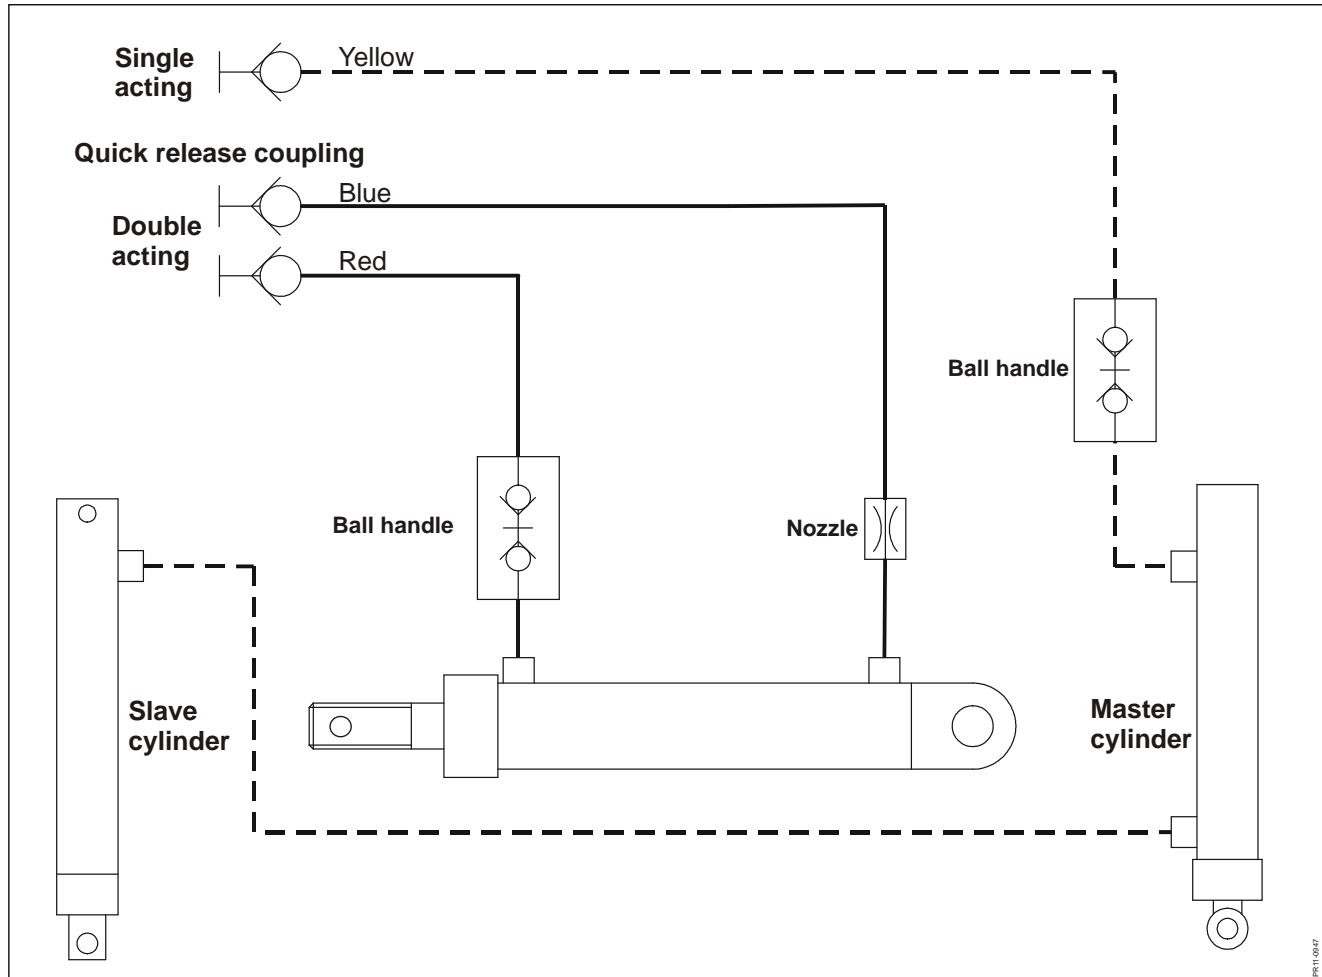 Single
acting
Yellow
Quick release coupling
Blue
Double
acting
Red
Ball handle
Ball handle
Nozzle
Slave
cylinder
Master
cylinder
PR11-0947